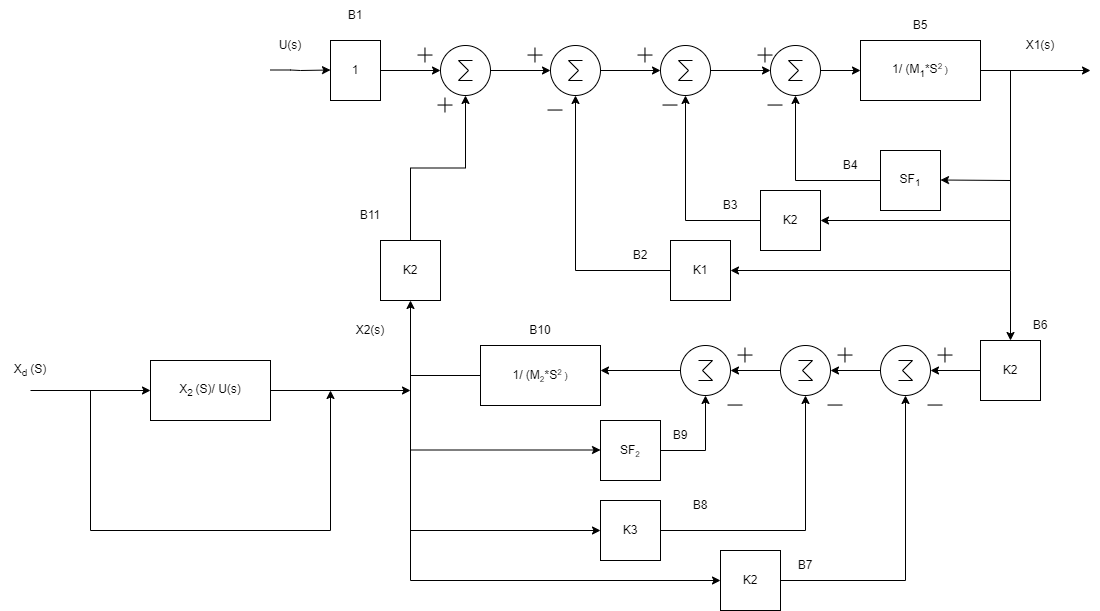 B1
B5
U(s)
X1(s)
+ + + +
1
Σ Σ Σ Σ
1/ (M₁*S²)
+ − − −
B4
SF₁
B3
K2
B11
B2
K1
K2
X2(s)
B10
B6
+ + +
X_d (S)
X₂ (S)/ U(s)
1/ (M₂*S²)
Σ Σ Σ
K2
− − −
B9
SF₂
B8
K3
B7
K2